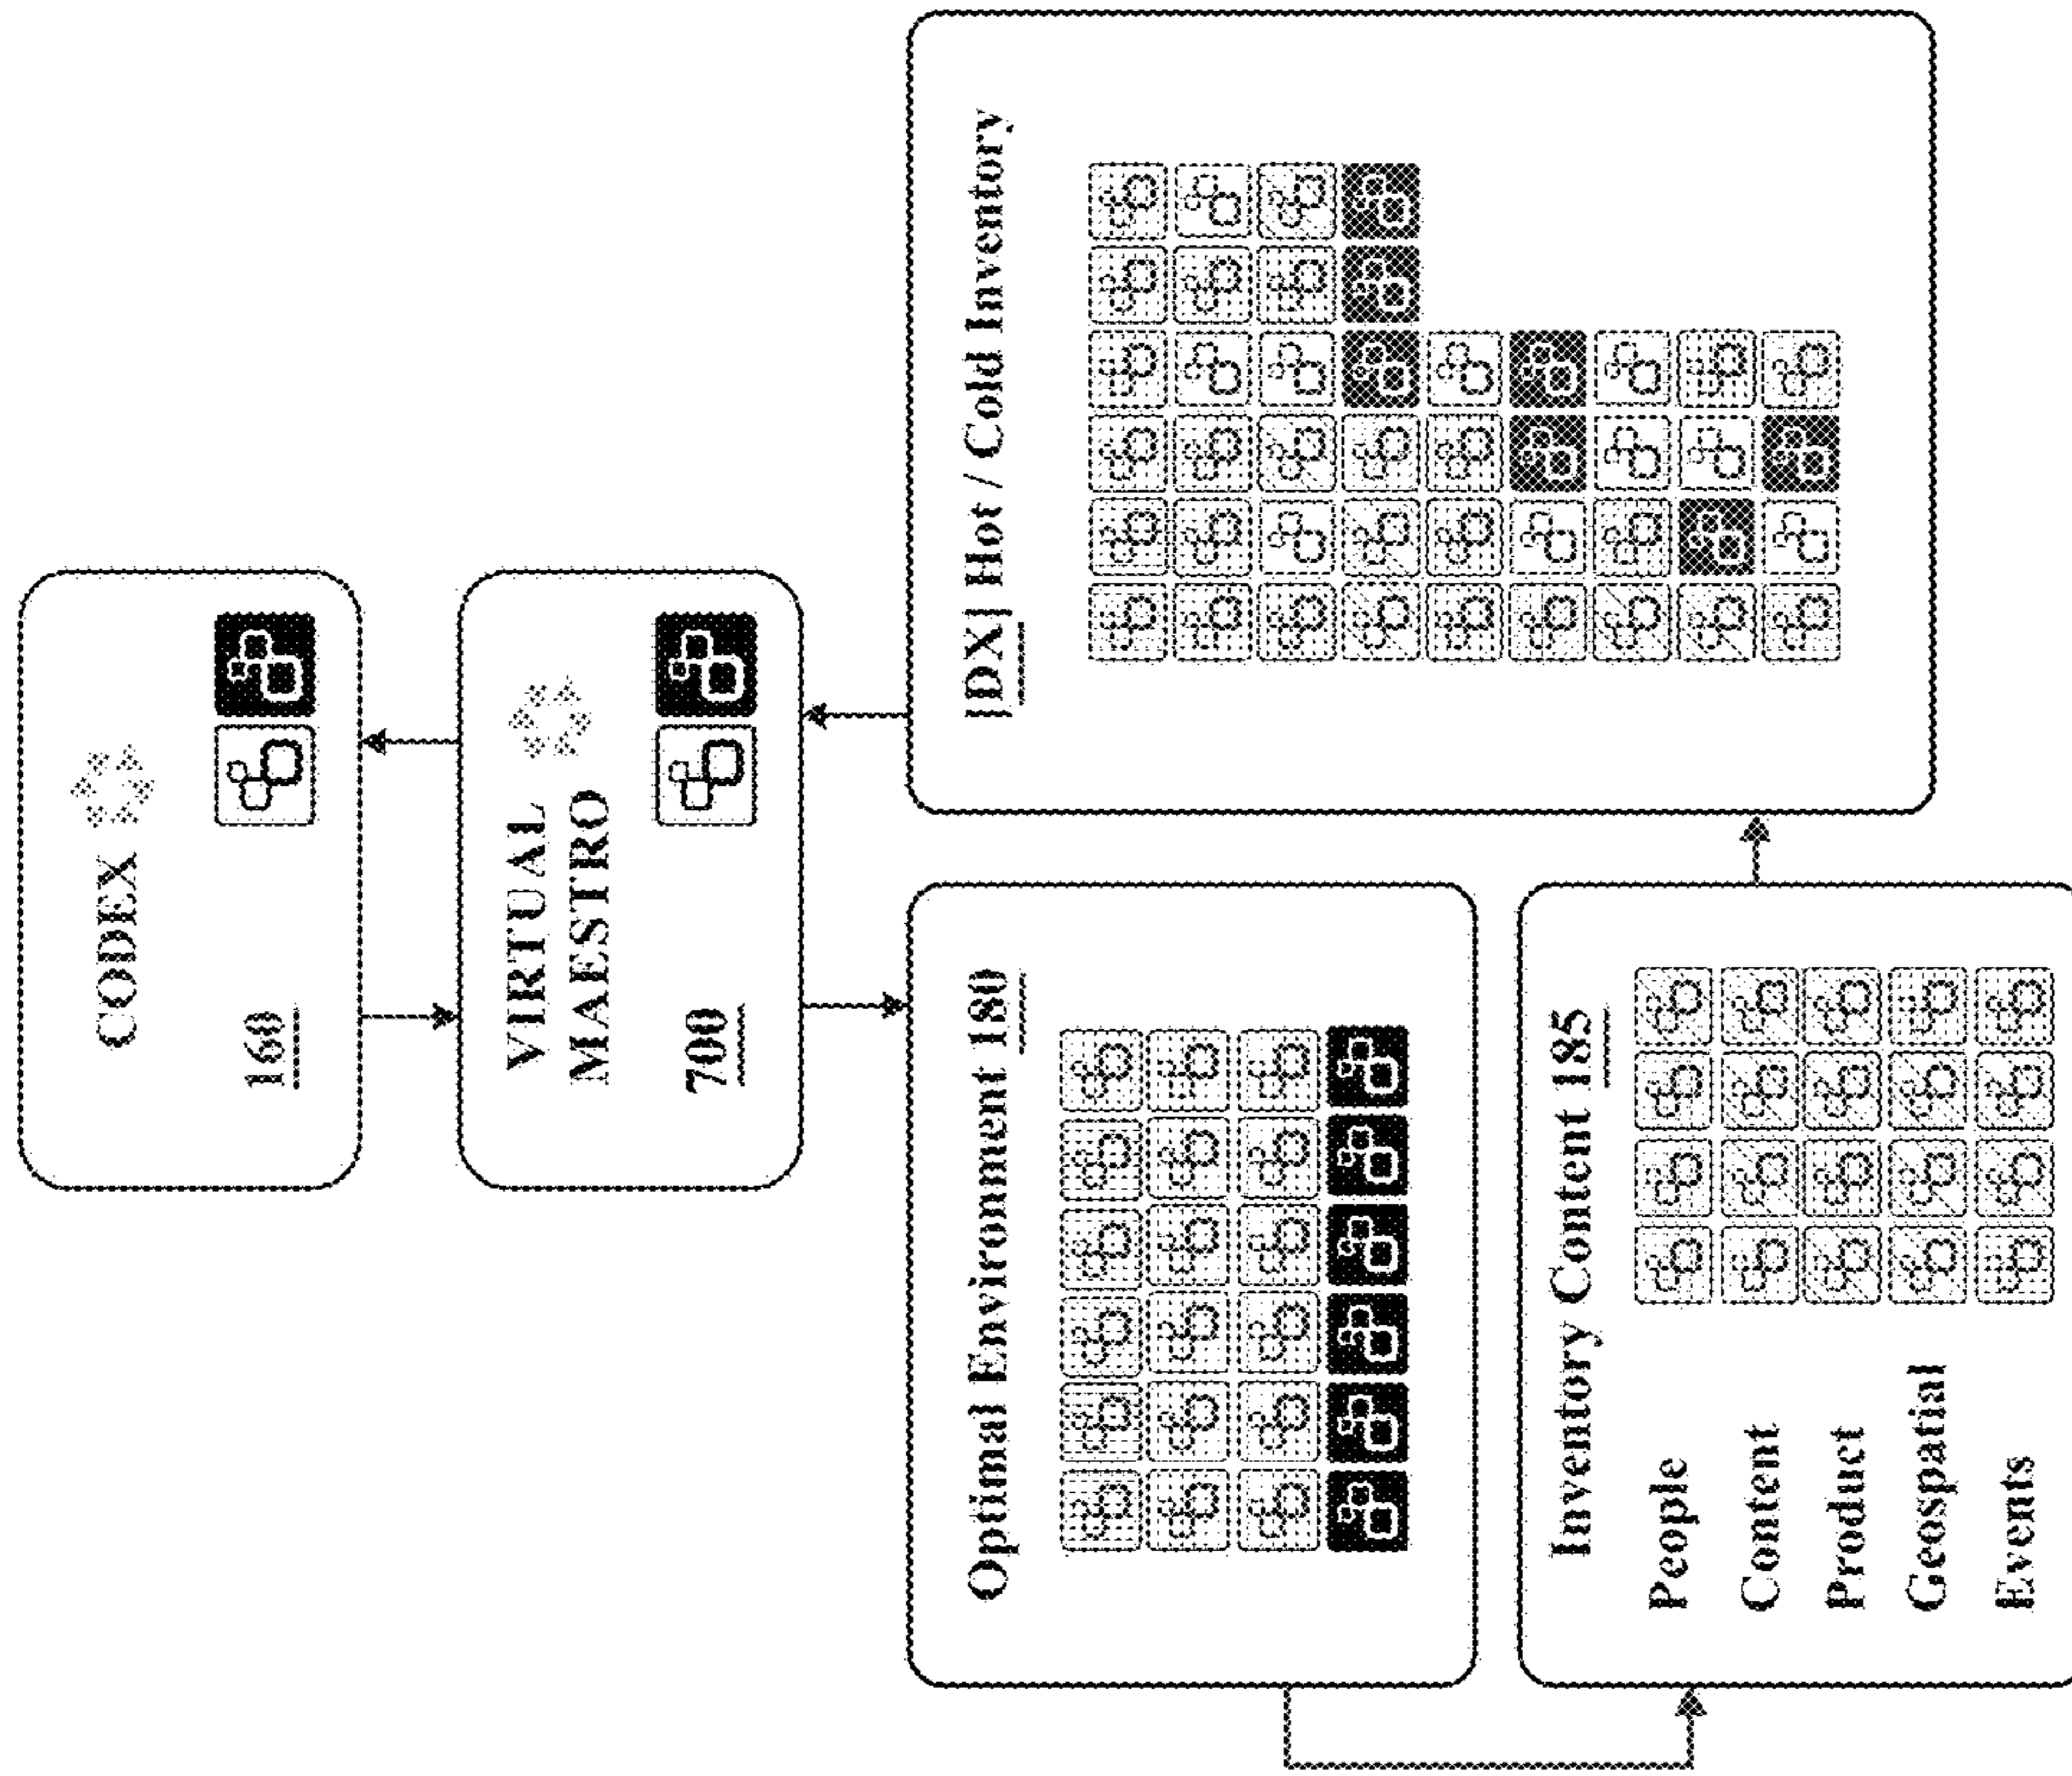 CODEX
160
VIRTUAL
MAESTRO
700
Optimal Environment 180
Inventory Content 185
People
Content
Product
Geospatial
Events
[DX] Hot / Cold Inventory